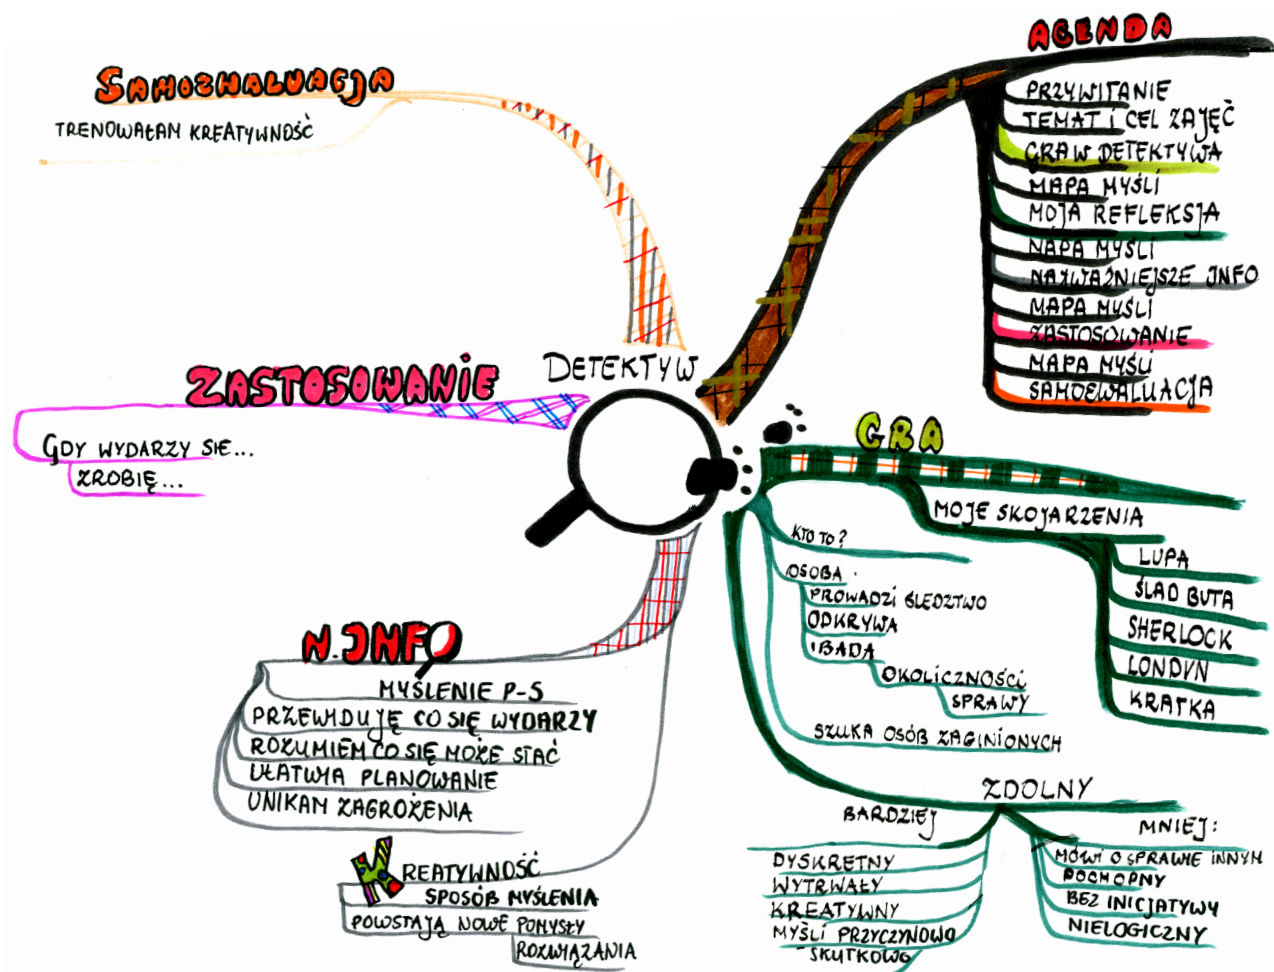 DETEKTYW
AGENDA
PRZYWITANIE
TEMAT I CEL ZAJĘĆ
GRA W DETEKTYWA
MAPA MYŚLI
MOJA REFLEKSJA
MAPA MYŚLI
NAJWAŻNIEJSZE INFO
MAPA MYŚLI
ZASTOSOWANIE
MAPA MYŚLI
SAMOEWALUACJA
GRA
MOJE SKOJARZENIA
LUPA
ŚLAD BUTA
SHERLOCK
LONDYN
KRATKA
KTO TO?
OSOBA
PROWADZI ŚLEDZTWO
ODKRYWA
BADA
OKOLICZNOŚCI
SPRAWY
SZUKA OSÓB ZAGINIONYCH
ZDOLNY
BARDZIEJ
DYSKRETNY
WYTRWAŁY
KREATYWNY
MYŚLI PRZYCZYNOWO
-SKUTKOWO
MNIEJ:
MÓWI O SPRAWIE INNYM
POCHOPNY
BEZ INICJATYWY
NIELOGICZNY
N. INFO
MYŚLENIE P-S
PRZEWIDUJĘ CO SIĘ WYDARZY
ROZUMIEM CO SIĘ MOŻE STAĆ
UŁATWIA PLANOWANIE
UNIKAM ZAGROŻENIA
KREATYWNOŚĆ
SPOSÓB MYŚLENIA
POWSTAJĄ NOWE POMYSŁY
ROZWIĄZANIA
ZASTOSOWANIE
GDY WYDARZY SIĘ...
ZROBIĘ...
SAMOEWALUACJA
TRENOWAŁAM KREATYWNOŚĆ